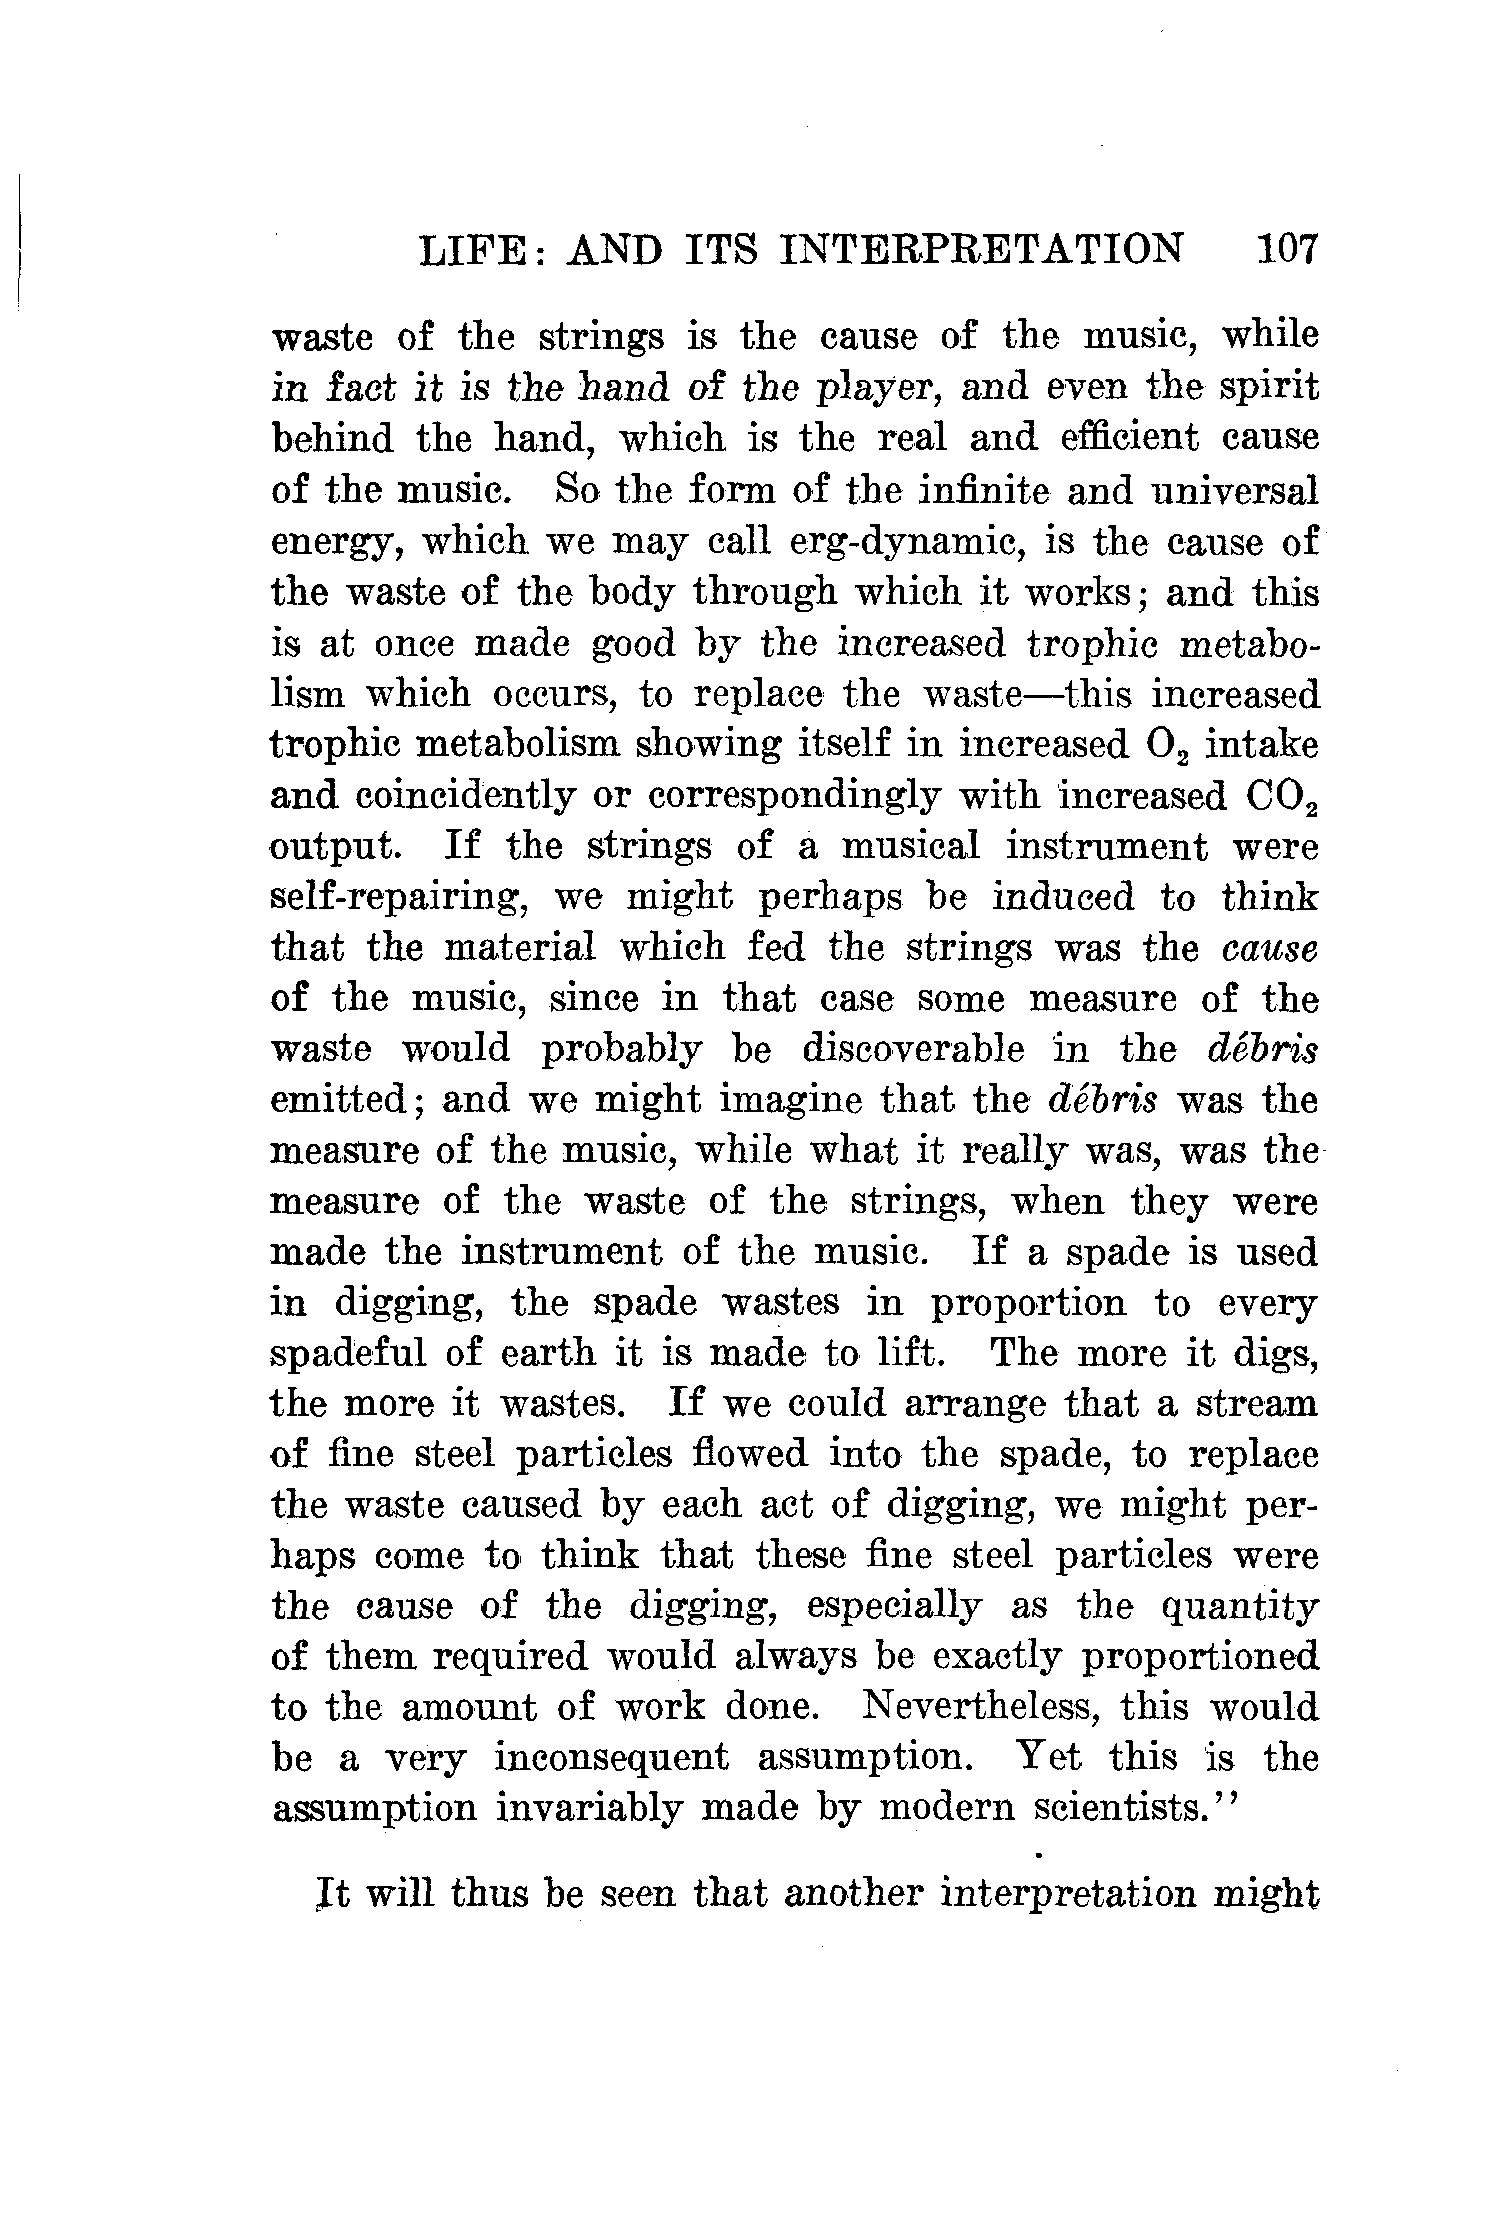 LIFE: AND ITS INTERPRETATION 107
waste of the strings is the cause of the music, while
in fact it is the hand of the player, and even the spirit
behind the hand, which is the real and efficient cause
of the music. So the form of the infinite and universal
energy, which we may call erg-dynamic, is the cause of
the waste of the body through which it works; and this
is at once made good by the increased trophic metabo-
lism which occurs, to replace the waste—this increased
trophic metabolism showing itself in increased O₂ intake
and coincidently or correspondingly with increased CO₂
output. If the strings of a musical instrument were
self-repairing, we might perhaps be induced to think
that the material which fed the strings was the cause
of the music, since in that case some measure of the
waste would probably be discoverable in the débris
emitted; and we might imagine that the débris was the
measure of the music, while what it really was, was the
measure of the waste of the strings, when they were
made the instrument of the music. If a spade is used
in digging, the spade wastes in proportion to every
spadeful of earth it is made to lift. The more it digs,
the more it wastes. If we could arrange that a stream
of fine steel particles flowed into the spade, to replace
the waste caused by each act of digging, we might per-
haps come to think that these fine steel particles were
the cause of the digging, especially as the quantity
of them required would always be exactly proportioned
to the amount of work done. Nevertheless, this would
be a very inconsequent assumption. Yet this is the
assumption invariably made by modern scientists.''
It will thus be seen that another interpretation might